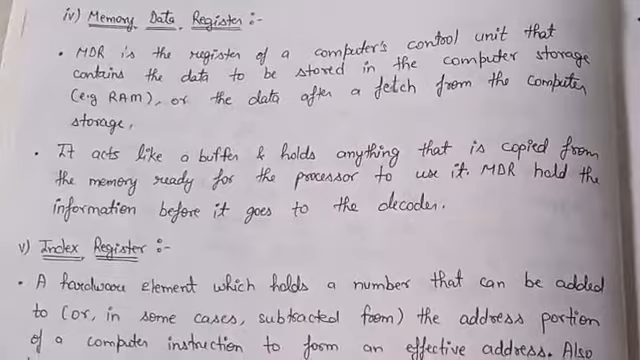 iv) Memory Data Register :-
• MDR is the register of a computer's control unit that
contains the data to be stored in the computer storage
(e.g RAM), or the data after a fetch from the computer
storage.
• It acts like a buffer & holds anything that is copied from
the memory ready for the processor to use it. MDR hold the
information before it goes to the decoder.
v) Index Register :-
• A hardware element which holds a number that can be added
to (or, in some cases, subtracted from) the address portion
of a computer instruction to form an effective address. Also